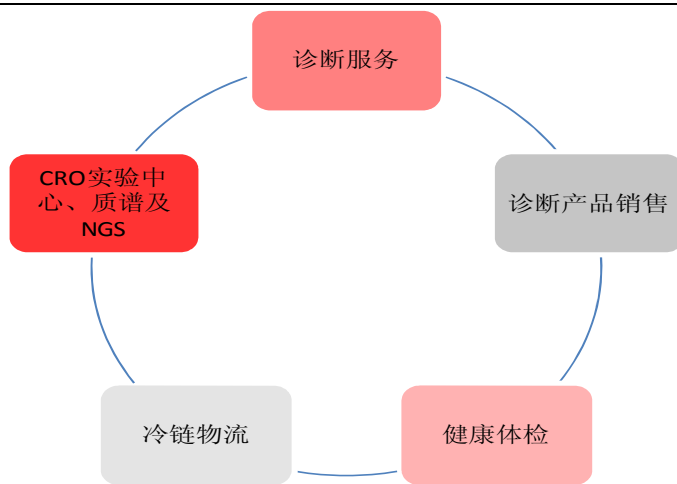 诊断服务
CRO实验中
心、质谱及
NGS
诊断产品销售
冷链物流
健康体检